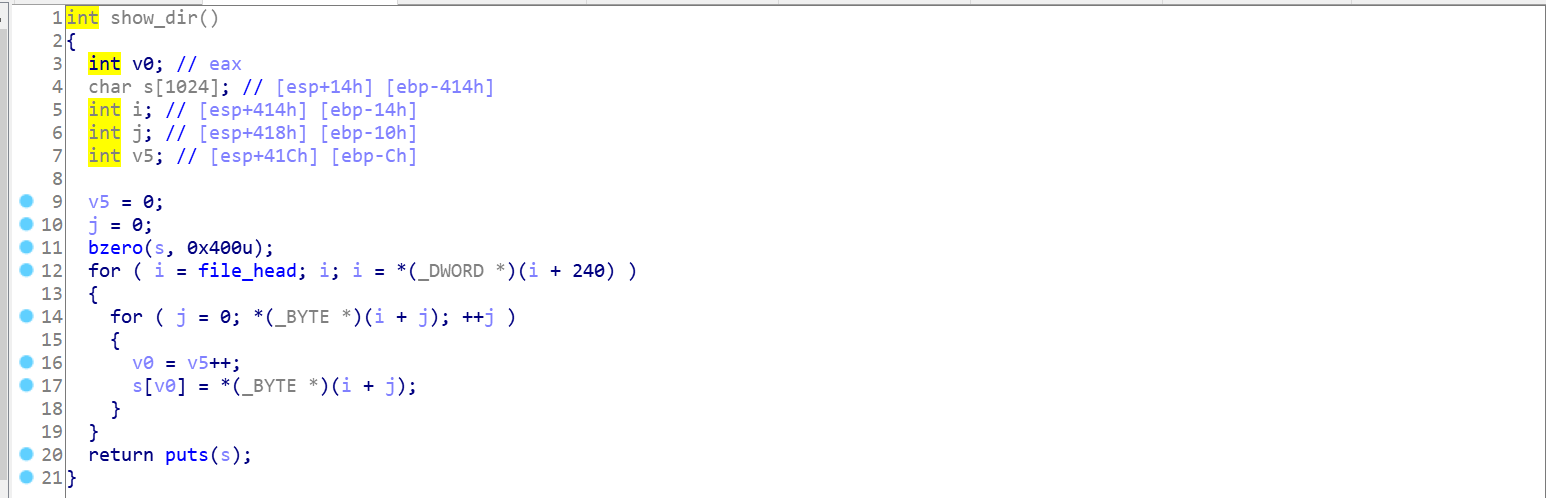 1 int show_dir()
2 {
3 int v0; // eax
4 char s[1024]; // [esp+14h] [ebp-414h]
5 int i; // [esp+414h] [ebp-14h]
6 int j; // [esp+418h] [ebp-10h]
7 int v5; // [esp+41Ch] [ebp-Ch]
8
9 v5 = 0;
10 j = 0;
11 bzero(s, 0x400u);
12 for ( i = file_head; i; i = *(_DWORD *)(i + 240) )
13 {
14 for ( j = 0; *(_BYTE *)(i + j); ++j )
15 {
16 v0 = v5++;
17 s[v0] = *(_BYTE *)(i + j);
18 }
19 }
20 return puts(s);
21 }